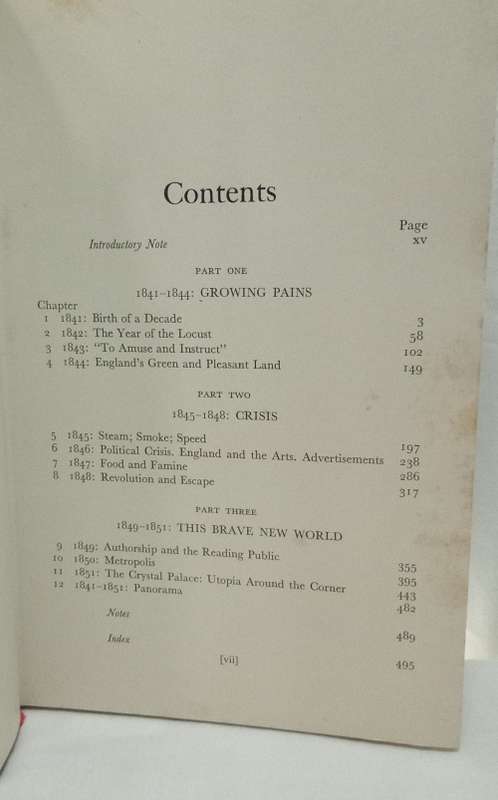 Contents
Page
Introductory Note xv
PART ONE
1841–1844: GROWING PAINS
Chapter
1 1841: Birth of a Decade 3
2 1842: The Year of the Locust 58
3 1843: “To Amuse and Instruct” 102
4 1844: England's Green and Pleasant Land 149
PART TWO
1845–1848: CRISIS
5 1845: Steam; Smoke; Speed 197
6 1846: Political Crisis. England and the Arts. Advertisements 238
7 1847: Food and Famine 286
8 1848: Revolution and Escape 317
PART THREE
1849–1851: THIS BRAVE NEW WORLD
9 1849: Authorship and the Reading Public 355
10 1850: Metropolis 395
11 1851: The Crystal Palace: Utopia Around the Corner 443
12 1841–1851: Panorama 482
Notes 489
Index 495
[vii]